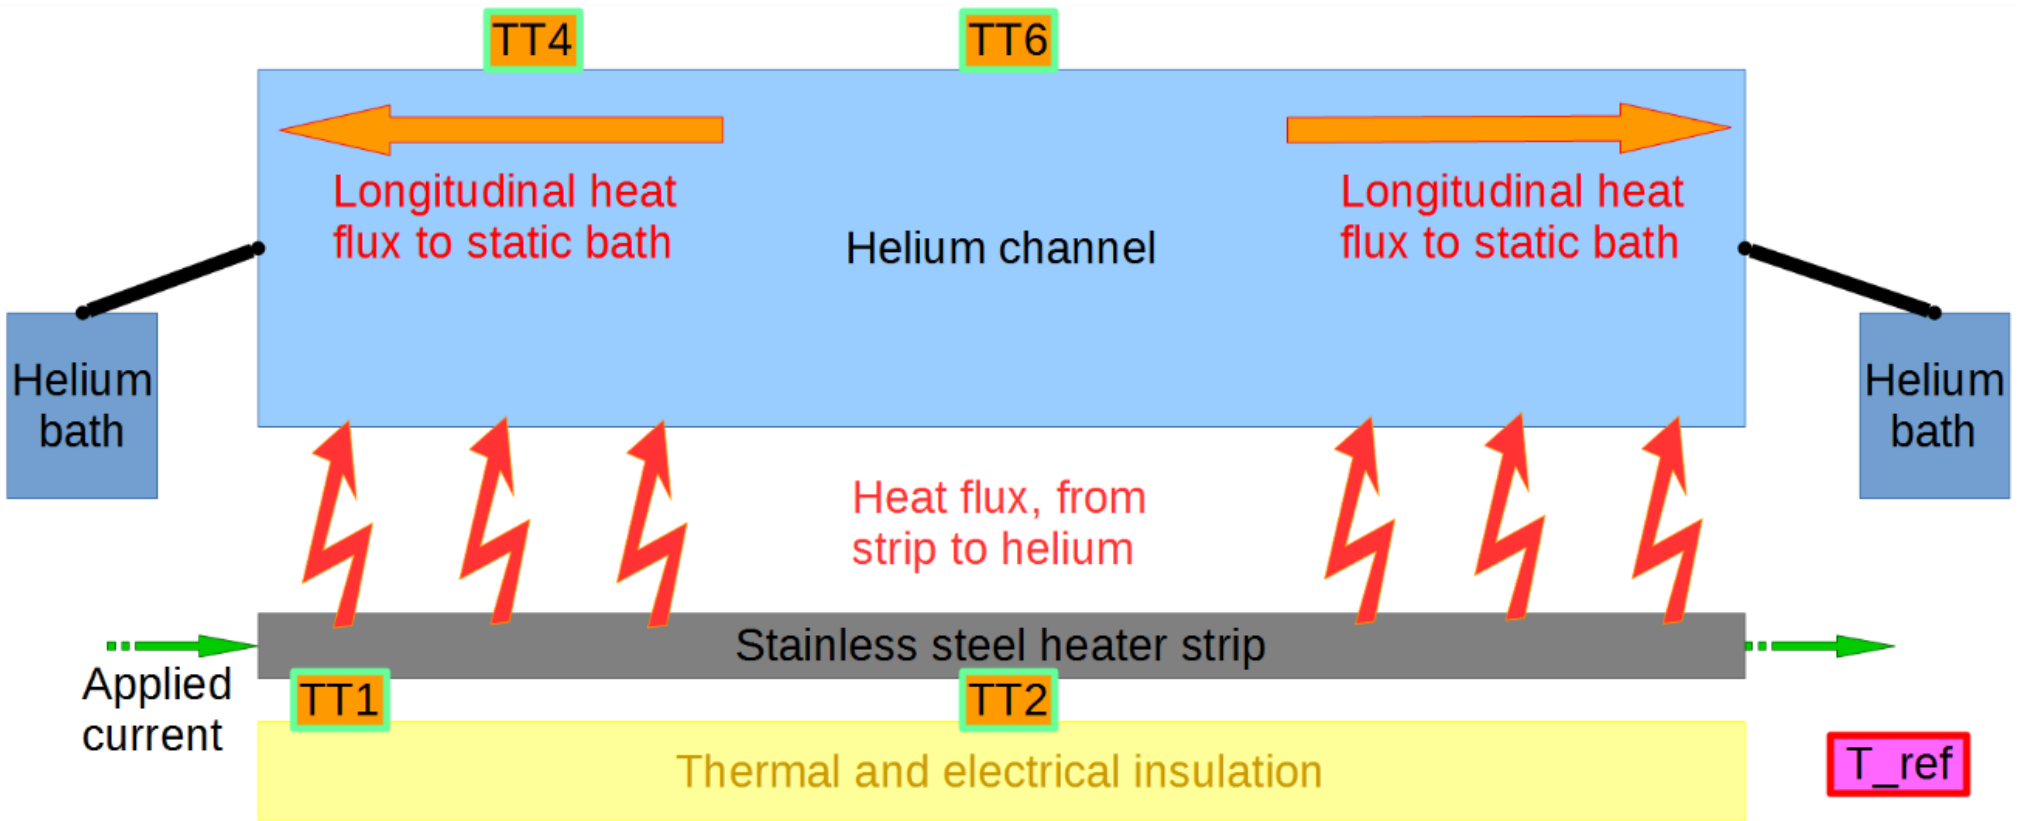 TT4
TT6
Longitudinal heat
flux to static bath
Longitudinal heat
flux to static bath
Helium channel
Helium
bath
Helium
bath
Heat flux, from
strip to helium
Stainless steel heater strip
Applied
current
TT1
TT2
T_ref
Thermal and electrical insulation